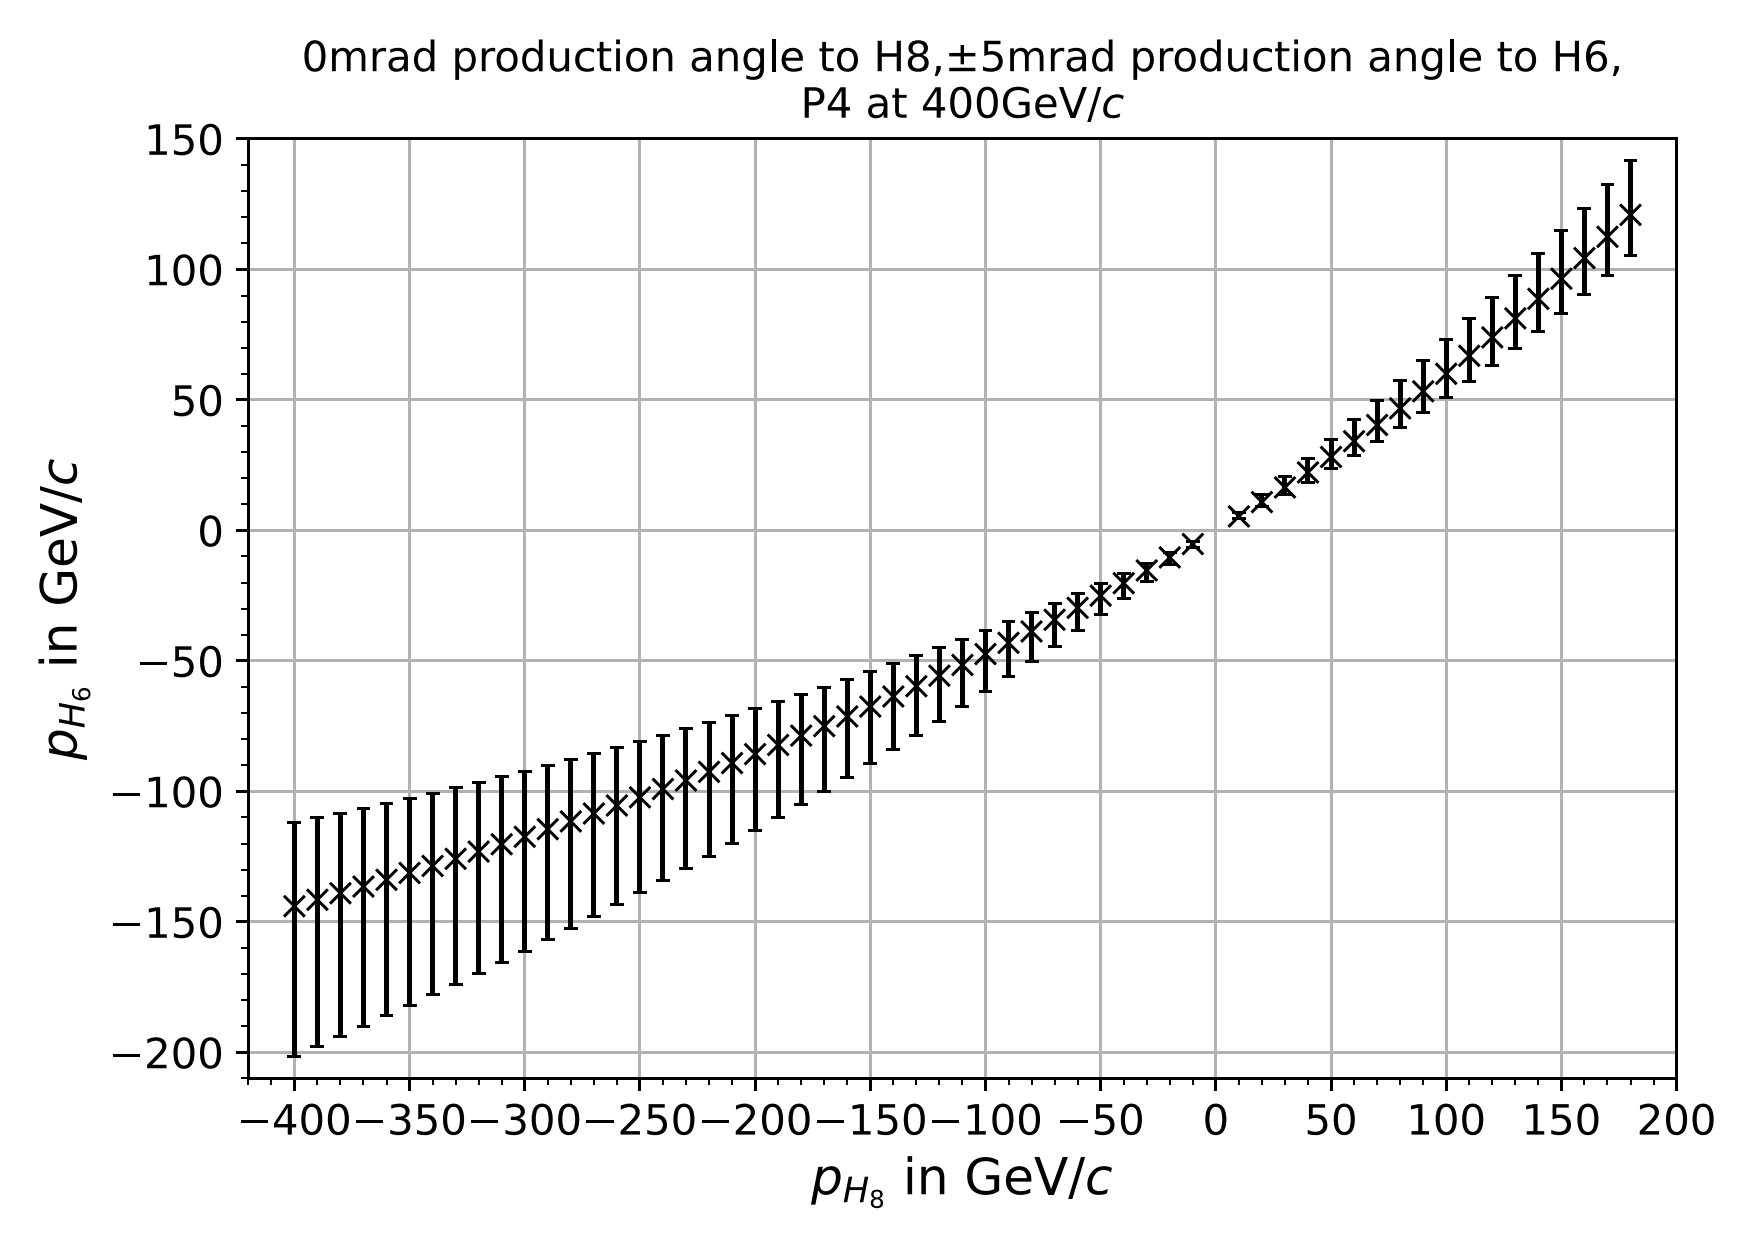 0mrad production angle to H8,±5mrad production angle to H6,
P4 at 400GeV/c
150
100
50
0
−50
−100
−150
−200
p_{H_6} in GeV/c
−400 −350 −300 −250 −200 −150 −100 −50 0 50 100 150 200
p_{H_8} in GeV/c